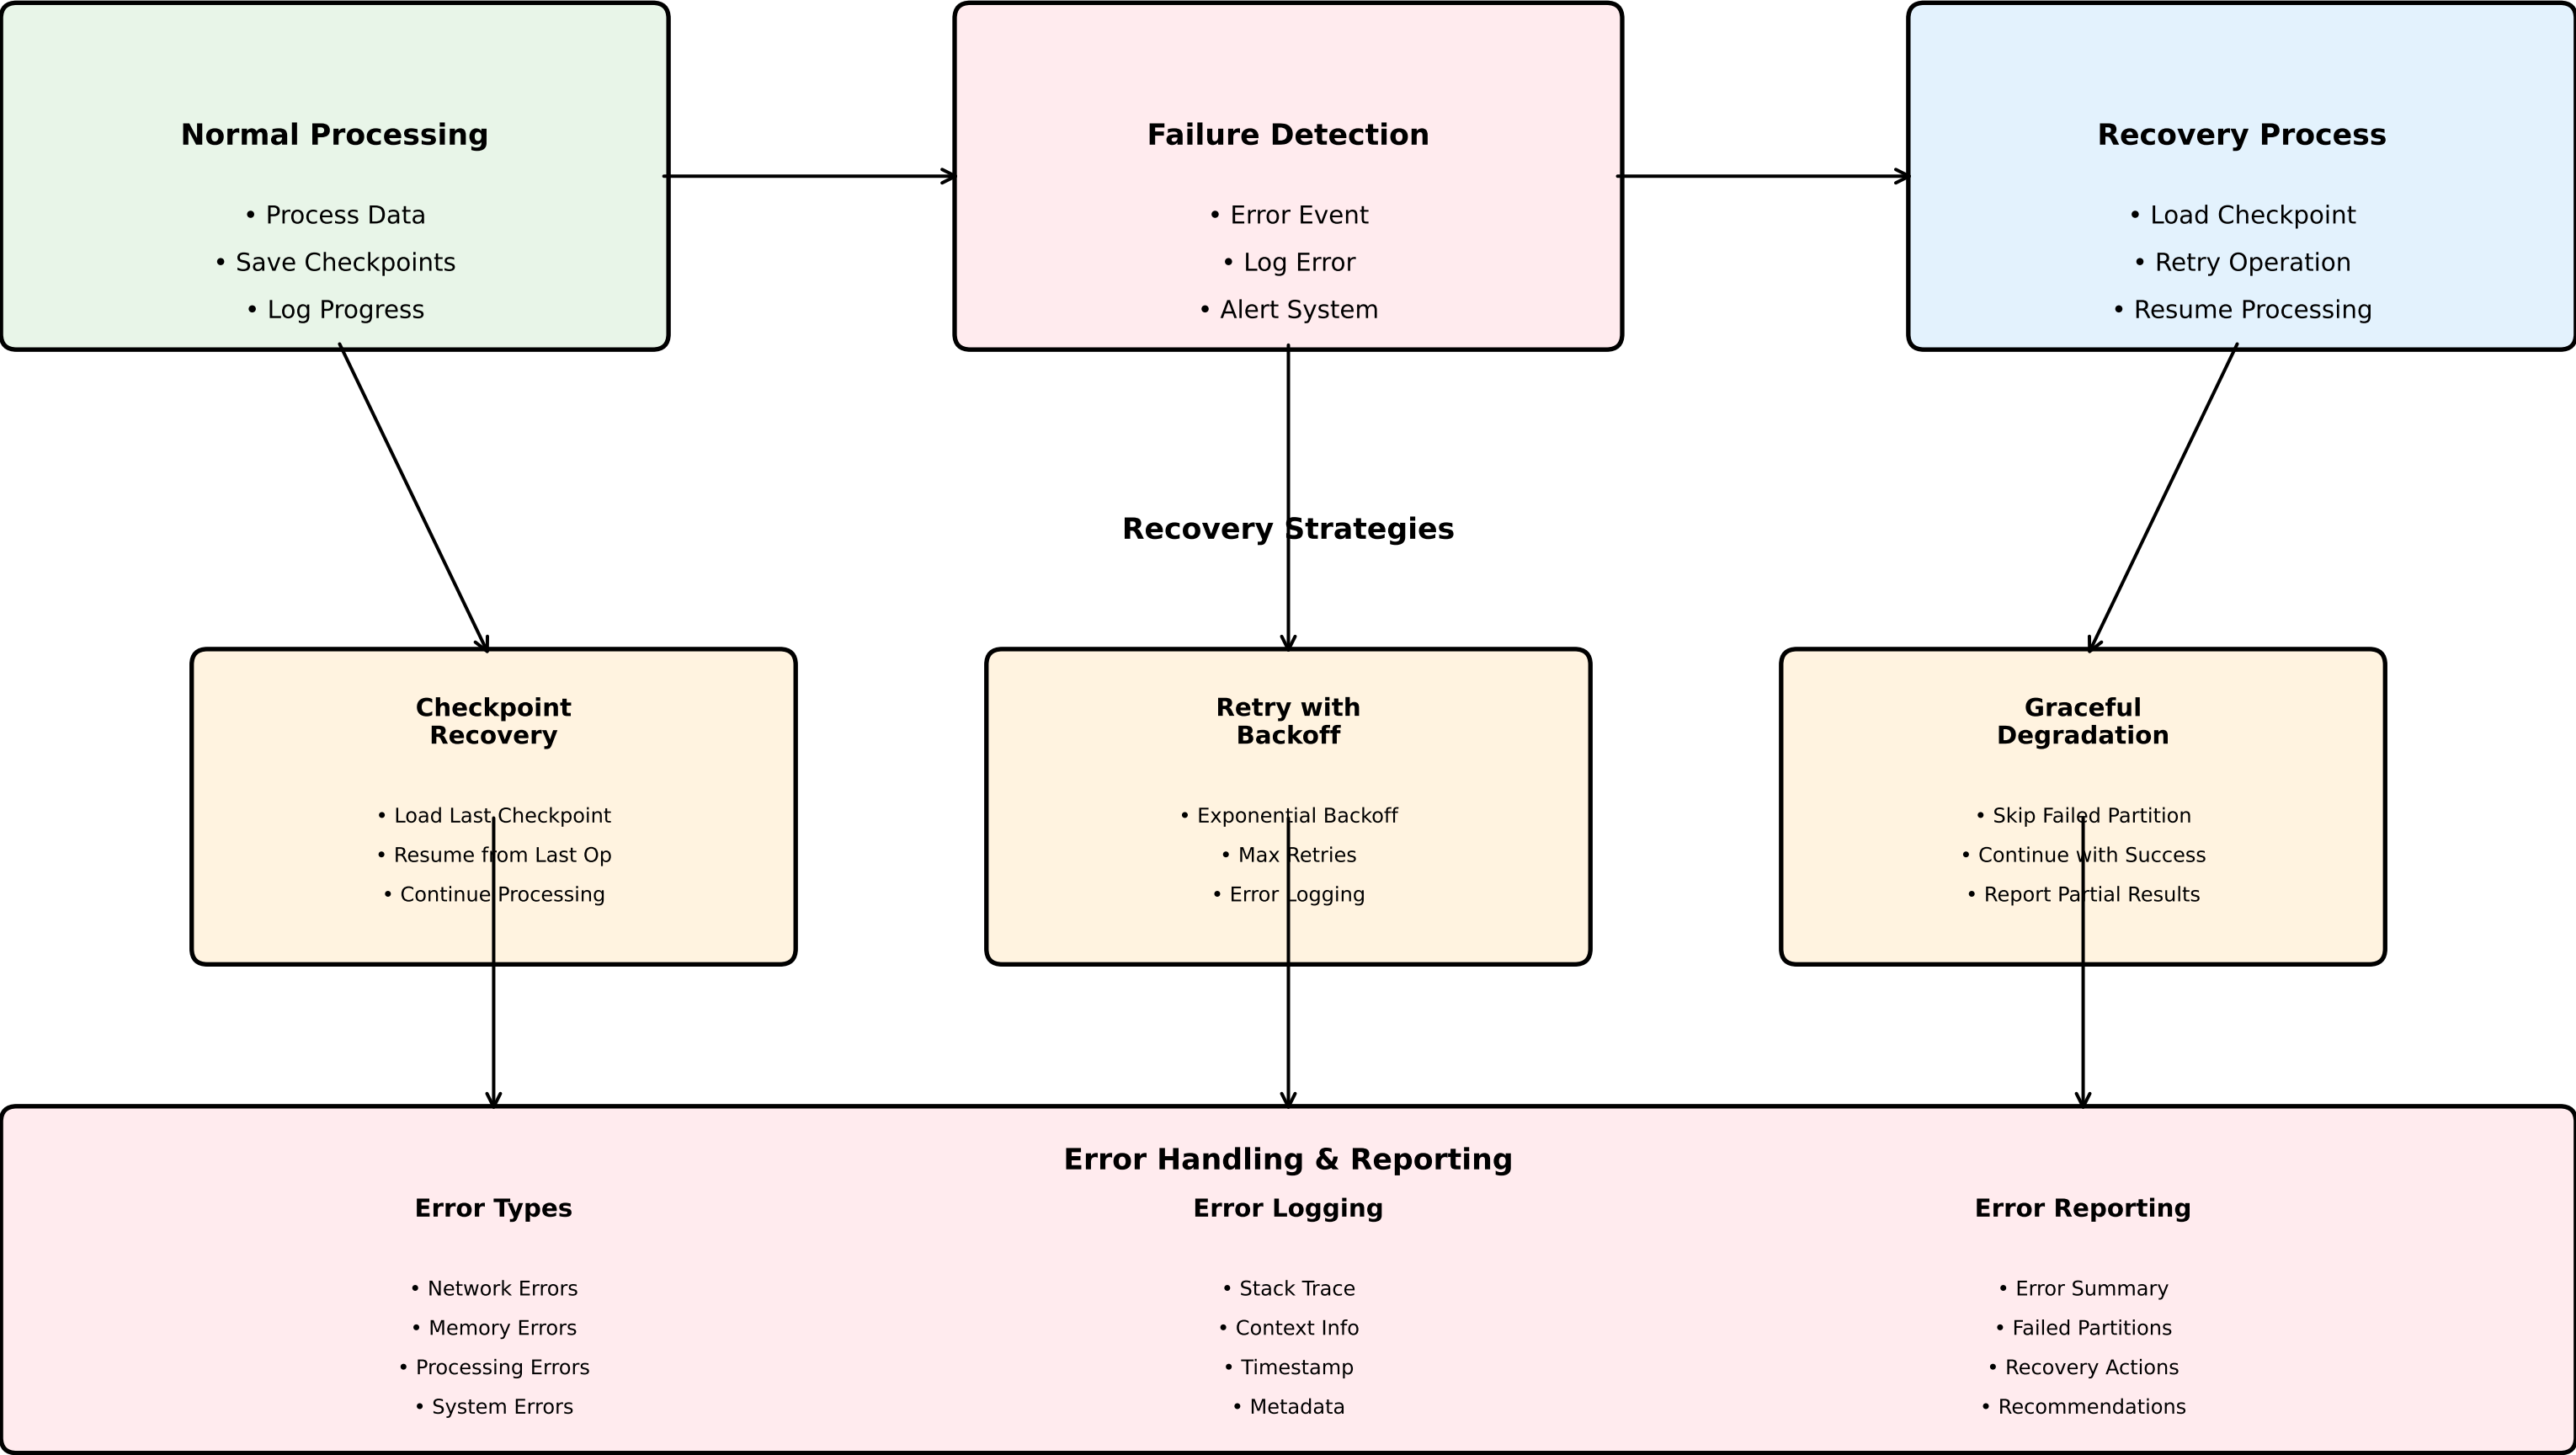 Normal Processing
• Process Data
• Save Checkpoints
• Log Progress
Failure Detection
• Error Event
• Log Error
• Alert System
Recovery Process
• Load Checkpoint
• Retry Operation
• Resume Processing
Recovery Strategies
Checkpoint
Recovery
• Load Last Checkpoint
• Resume from Last Op
• Continue Processing
Retry with
Backoff
• Exponential Backoff
• Max Retries
• Error Logging
Graceful
Degradation
• Skip Failed Partition
• Continue with Success
• Report Partial Results
Error Handling & Reporting
Error Types
• Network Errors
• Memory Errors
• Processing Errors
• System Errors
Error Logging
• Stack Trace
• Context Info
• Timestamp
• Metadata
Error Reporting
• Error Summary
• Failed Partitions
• Recovery Actions
• Recommendations